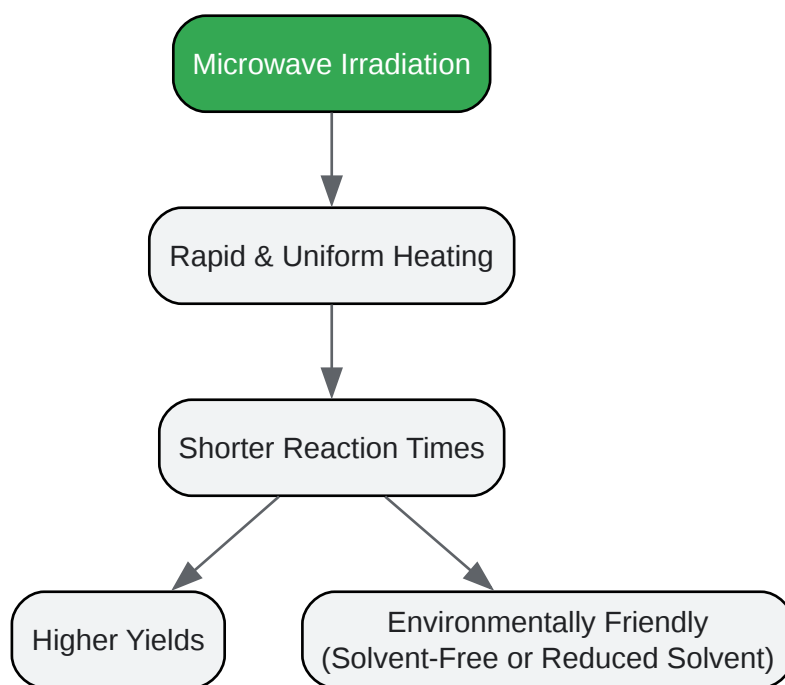 Microwave Irradiation
Rapid & Uniform Heating
Shorter Reaction Times
Higher Yields
Environmentally Friendly
(Solvent-Free or Reduced Solvent)